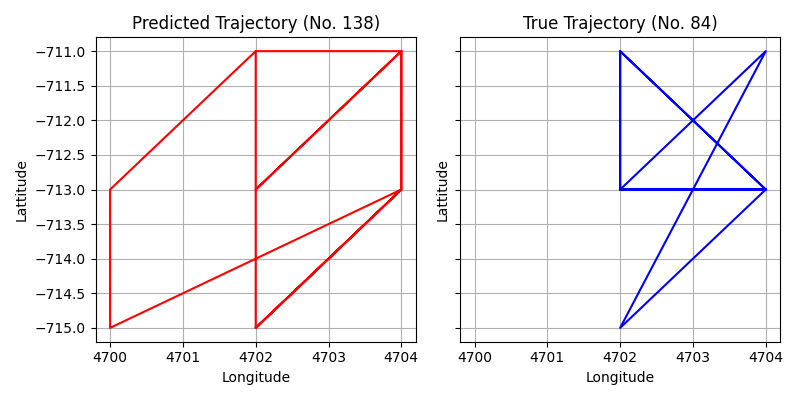 Predicted Trajectory (No. 138)
True Trajectory (No. 84)
−711.0
−711.5
−712.0
−712.5
−713.0
−713.5
−714.0
−714.5
−715.0
Lattitude
Lattitude
4700 4701 4702 4703 4704
4700 4701 4702 4703 4704
Longitude
Longitude